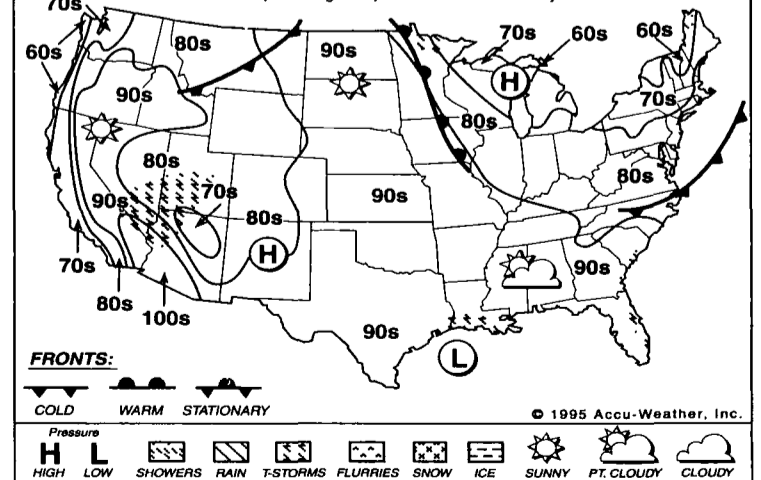 70s
80s
90s
70s
60s
60s
60s
H
90s
70s
80s
80s
70s
80s
90s
90s
80s
H
70s
90s
80s
100s
90s
L
FRONTS:
COLD WARM STATIONARY
© 1995 Accu-Weather, Inc.
Pressure
H L
HIGH LOW SHOWERS RAIN T-STORMS FLURRIES SNOW ICE SUNNY PT. CLOUDY CLOUDY